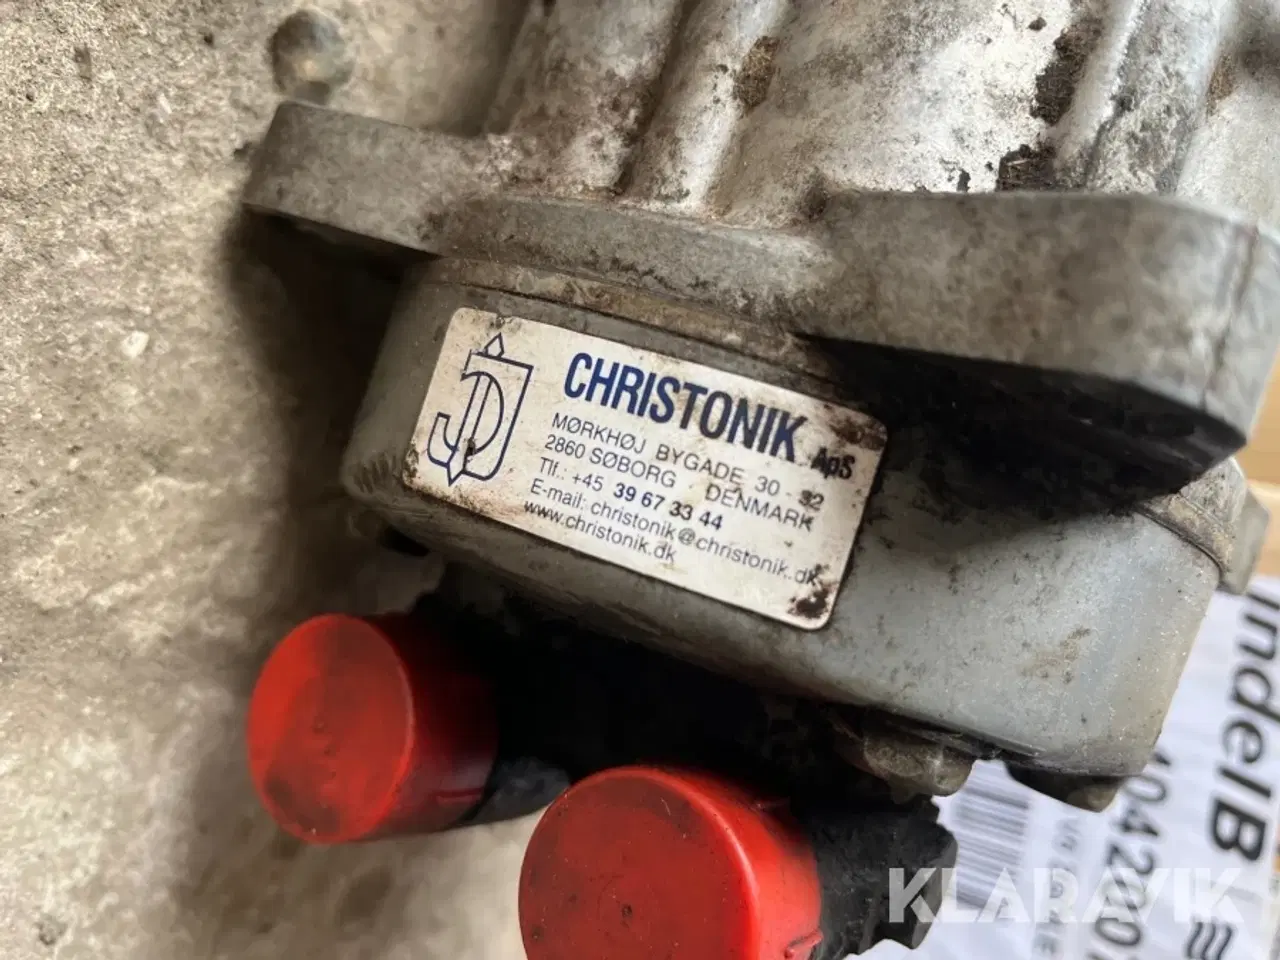 CHRISTONIK ApS
MØRKHØJ BYGADE 30 - 32
2860 SØBORG DENMARK
Tlf.: +45 39 67 33 44
E-mail: christonik@christonik.dk
www.christonik.dk
indelB
KLARAVIK